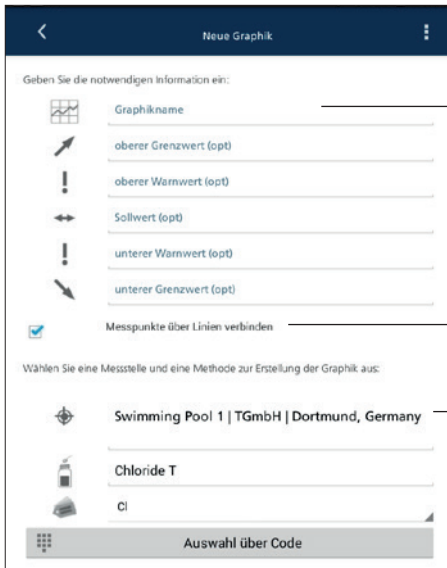 Neue Graphik
Geben Sie die notwendigen Information ein:
Graphikname
oberer Grenzwert (opt)
oberer Warnwert (opt)
Sollwert (opt)
unterer Warnwert (opt)
unterer Grenzwert (opt)
Messpunkte über Linien verbinden
Wählen Sie eine Messstelle und eine Methode zur Erstellung der Graphik aus:
Swimming Pool 1 | TGmbH | Dortmund, Germany
Chloride T
Cl
Auswahl über Code